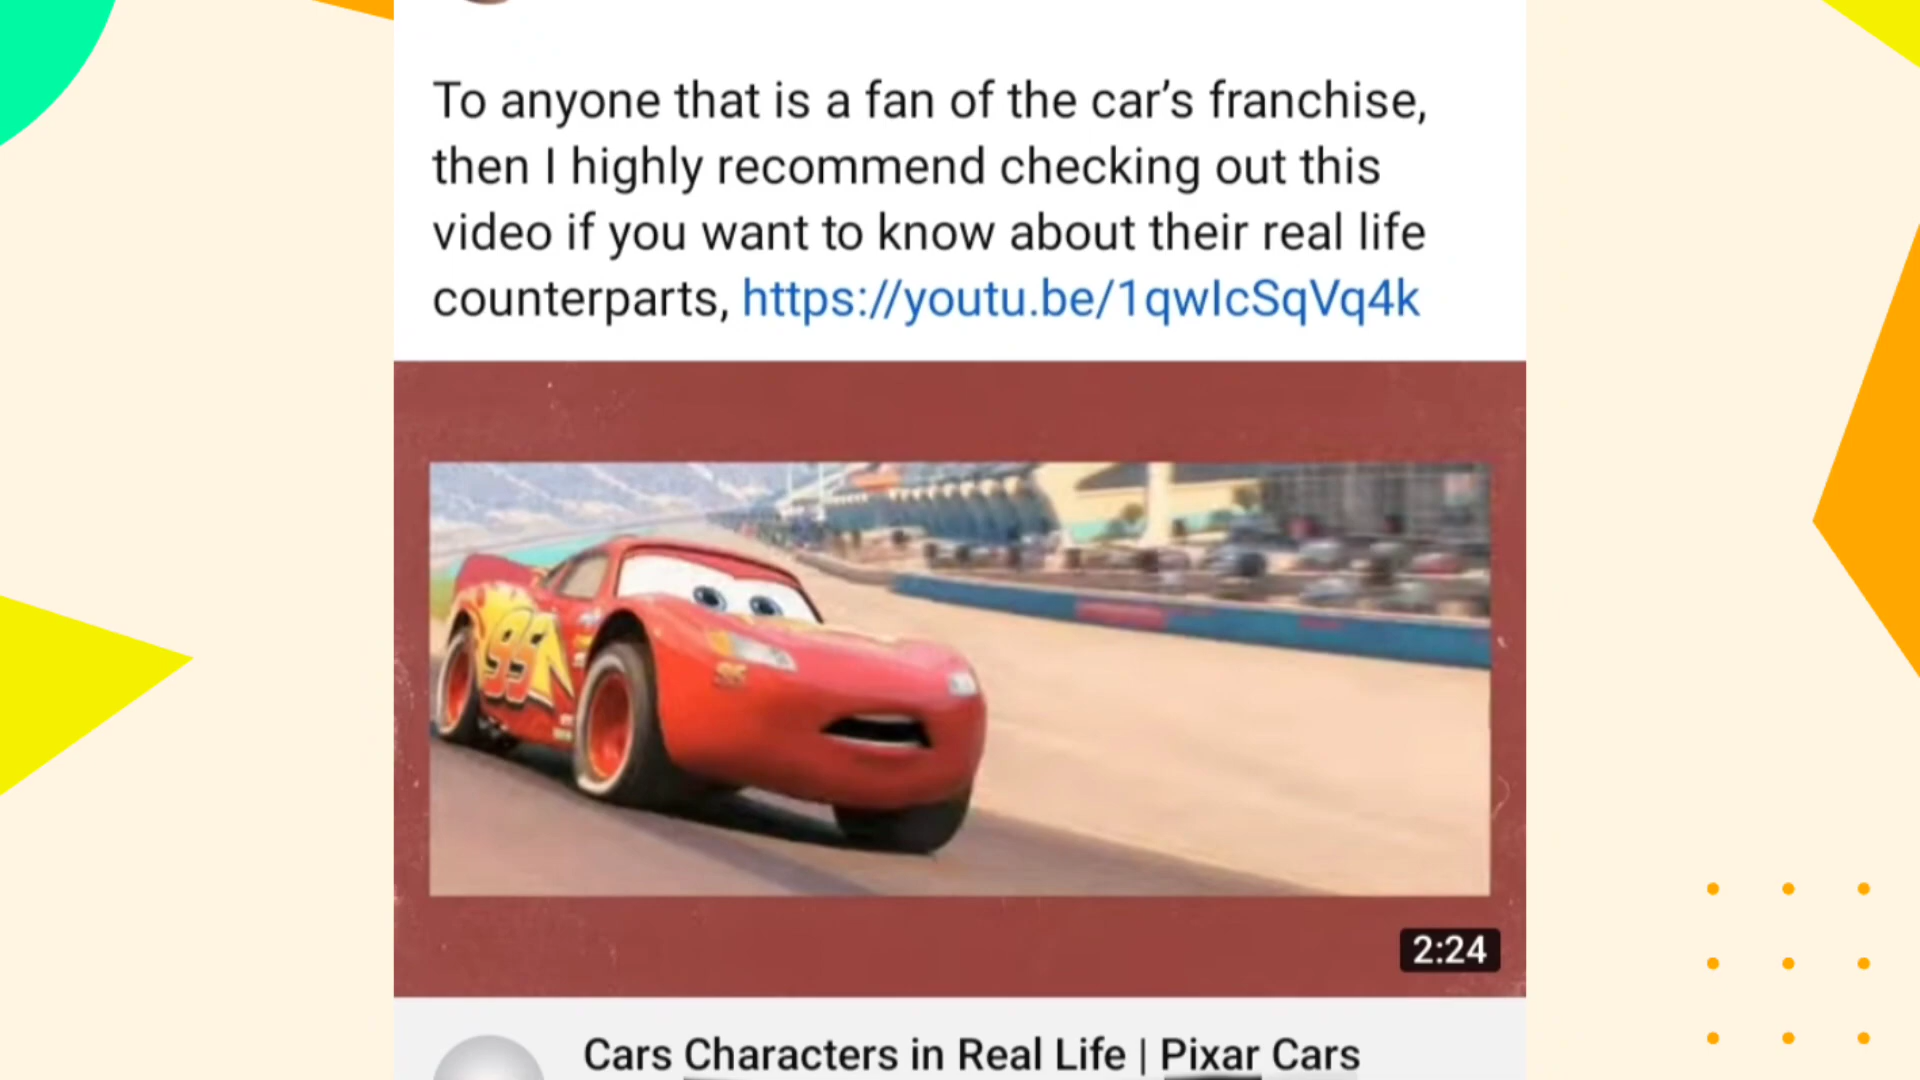 To anyone that is a fan of the car’s franchise,
then I highly recommend checking out this
video if you want to know about their real life
counterparts, https://youtu.be/1qwIcSqVq4k
95
95
2:24
Cars Characters in Real Life | Pixar Cars